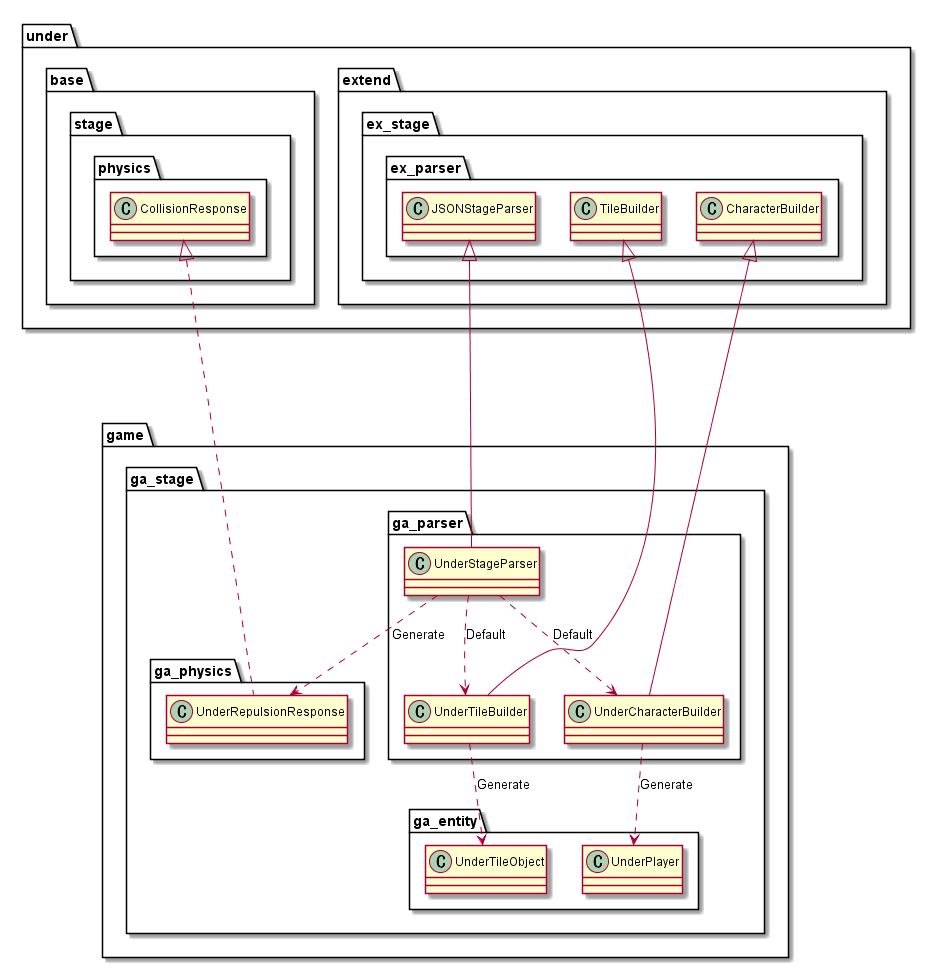 under
base
extend
stage
ex_stage
physics
ex_parser
C CollisionResponse
C JSONStageParser
C TileBuilder
C CharacterBuilder
game
ga_stage
ga_parser
C UnderStageParser
Generate
Default
Default
ga_physics
C UnderRepulsionResponse
C UnderTileBuilder
C UnderCharacterBuilder
Generate
Generate
ga_entity
C UnderTileObject
C UnderPlayer